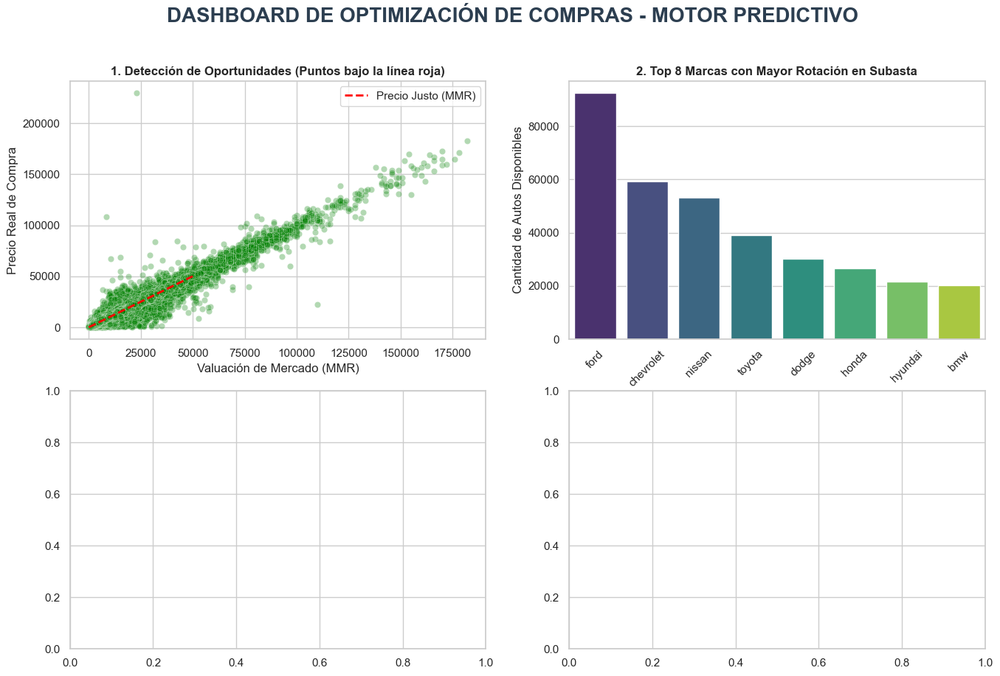 DASHBOARD DE OPTIMIZACIÓN DE COMPRAS - MOTOR PREDICTIVO
1. Detección de Oportunidades (Puntos bajo la línea roja)
Precio Justo (MMR)
Precio Real de Compra
200000
150000
100000
50000
0
0 25000 50000 75000 100000 125000 150000 175000
Valuación de Mercado (MMR)
2. Top 8 Marcas con Mayor Rotación en Subasta
Cantidad de Autos Disponibles
80000
60000
40000
20000
0
ford chevrolet nissan toyota dodge honda hyundai bmw
1.0
0.8
0.6
0.4
0.2
0.0
0.0 0.2 0.4 0.6 0.8 1.0
1.0
0.8
0.6
0.4
0.2
0.0
0.0 0.2 0.4 0.6 0.8 1.0